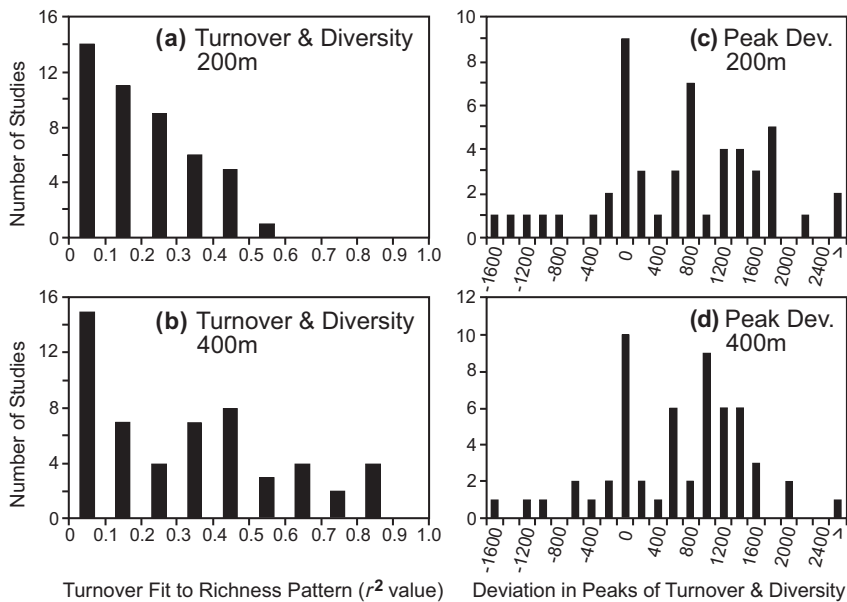 (a) Turnover & Diversity
200m
Number of Studies
16
12
8
4
0
0 0.1 0.2 0.3 0.4 0.5 0.6 0.7 0.8 0.9 1.0
(c) Peak Dev.
200m
10
8
6
4
2
0
-1600 -1200 -800 -400 0 400 800 1200 1600 2000 2400 >
(b) Turnover & Diversity
400m
Number of Studies
16
12
8
4
0
0 0.1 0.2 0.3 0.4 0.5 0.6 0.7 0.8 0.9 1.0
Turnover Fit to Richness Pattern (r² value)
(d) Peak Dev.
400m
12
10
8
6
4
2
0
-1600 -1200 -800 -400 0 400 800 1200 1600 2000 2400 >
Deviation in Peaks of Turnover & Diversity